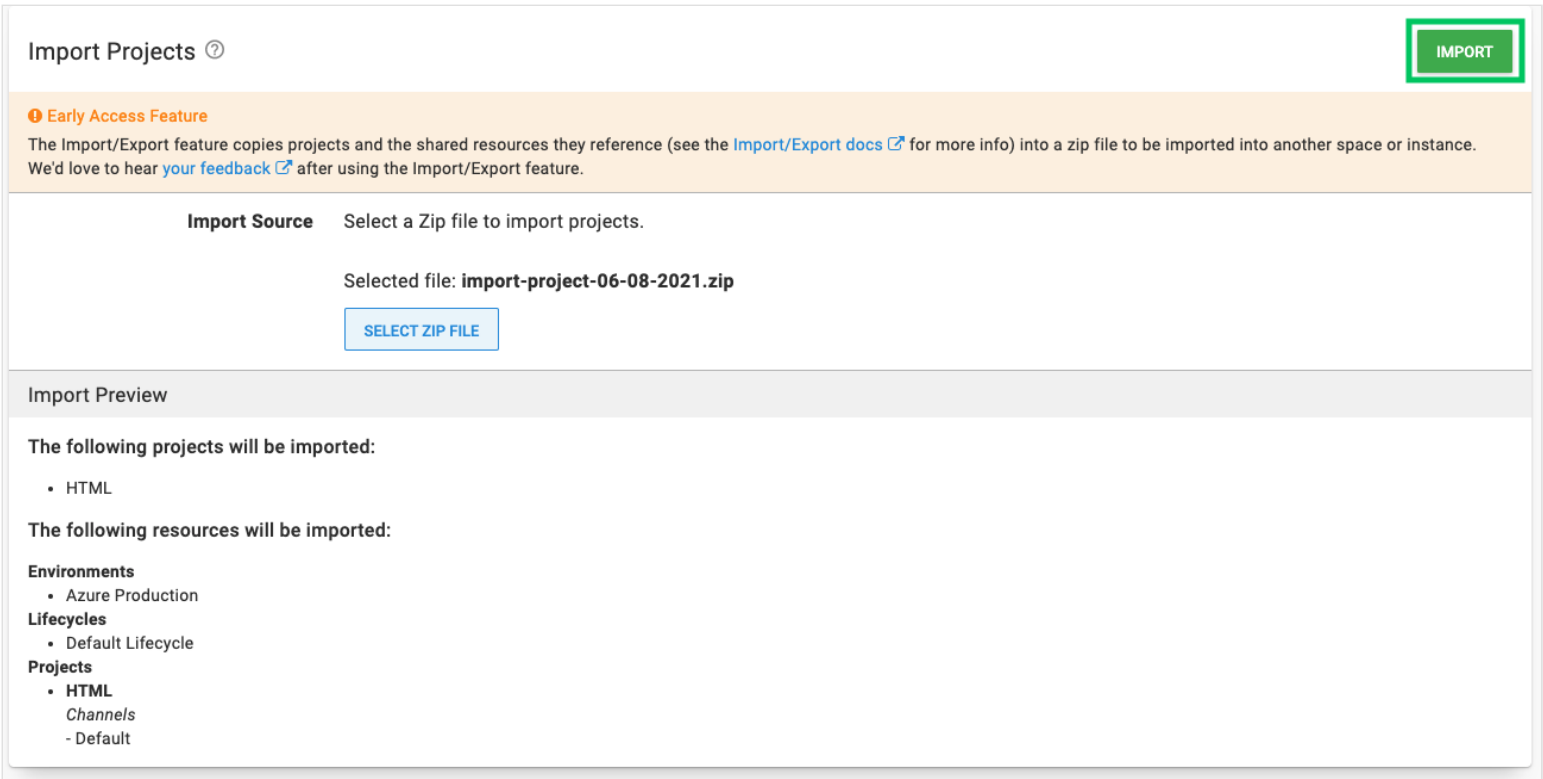 Import Projects
IMPORT
Early Access Feature
The Import/Export feature copies projects and the shared resources they reference (see the Import/Export docs for more info) into a zip file to be imported into another space or instance.
We'd love to hear your feedback after using the Import/Export feature.
Import Source Select a Zip file to import projects.
Selected file: import-project-06-08-2021.zip
SELECT ZIP FILE
Import Preview
The following projects will be imported:
• HTML
The following resources will be imported:
Environments
• Azure Production
Lifecycles
• Default Lifecycle
Projects
• HTML
Channels
- Default